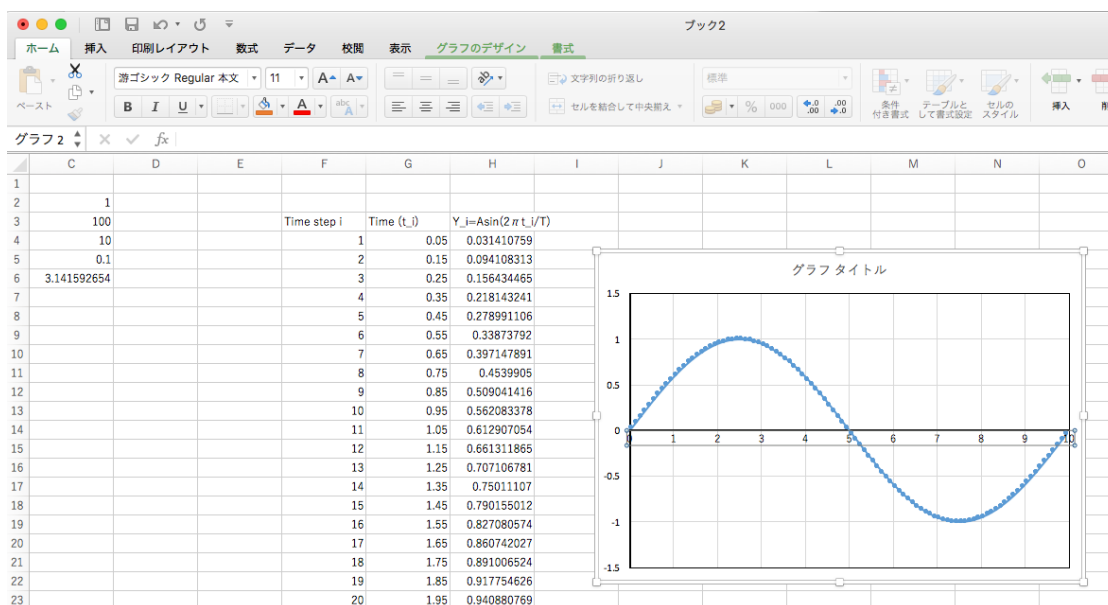 ブック2
ホーム 挿入 印刷レイアウト 数式 データ 校閲 表示 グラフのデザイン 書式
ペースト
游ゴシック Regular 本文 11 A A
B I U A abc A
文字列の折り返し
セルを結合して中央揃え
標準
% 000 .0 .00 .00 .0
条件付き書式
テーブルとして書式設定
セルのスタイル
挿入
グラフ 2 fx
C D E F G H I J K L M N O
1
2 1
3 100 Time step i Time (t_i) Y_i=Asin(2πt_i/T)
4 10 1 0.05 0.031410759
5 0.1 2 0.15 0.094108313
6 3.141592654 3 0.25 0.156434465
7 4 0.35 0.218143241
8 5 0.45 0.278991106
9 6 0.55 0.33873792
10 7 0.65 0.397147891
11 8 0.75 0.4539905
12 9 0.85 0.509041416
13 10 0.95 0.562083378
14 11 1.05 0.612907054
15 12 1.15 0.661311865
16 13 1.25 0.707106781
17 14 1.35 0.75011107
18 15 1.45 0.790155012
19 16 1.55 0.827080574
20 17 1.65 0.860742027
21 18 1.75 0.891006524
22 19 1.85 0.917754626
23 20 1.95 0.940880769
グラフ タイトル
1.5
1
0.5
0
0 1 2 3 4 5 6 7 8 9 10
-0.5
-1
-1.5